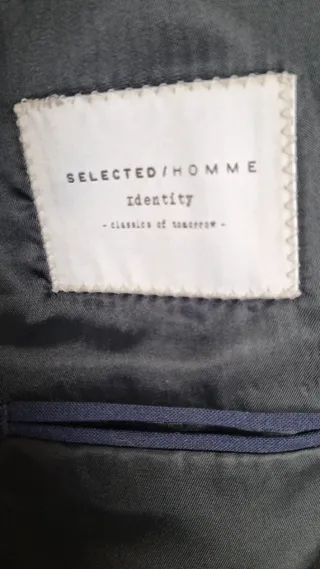 SELECTED/HOMME
Identity
- classics of tomorrow -